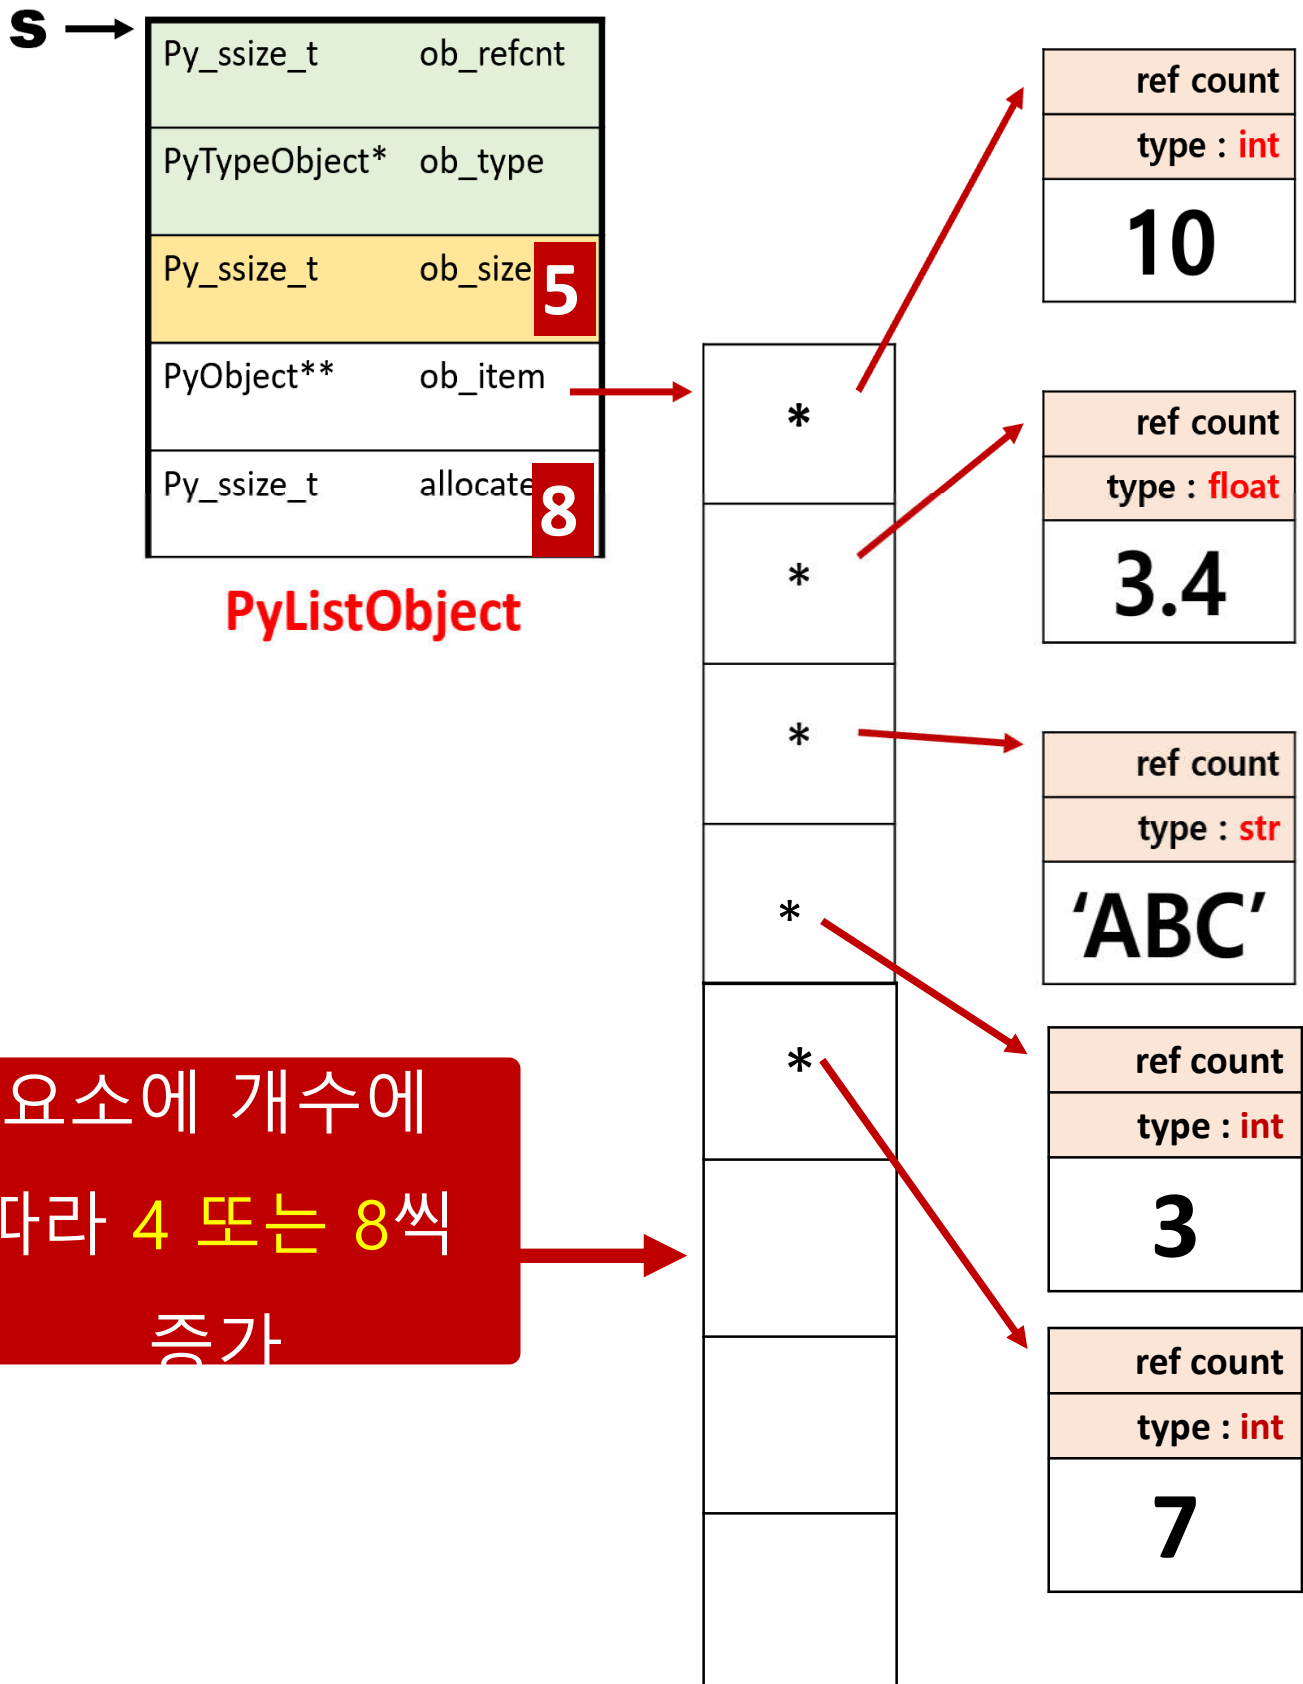 s
Py_ssize_t ob_refcnt
PyTypeObject* ob_type
Py_ssize_t ob_size 5
PyObject** ob_item
Py_ssize_t allocate 8
PyListObject
*
*
*
*
*
ref count
type : int
10
ref count
type : float
3.4
ref count
type : str
‘ABC’
ref count
type : int
3
ref count
type : int
7
요소에 개수에
따라 4 또는 8씩
증가